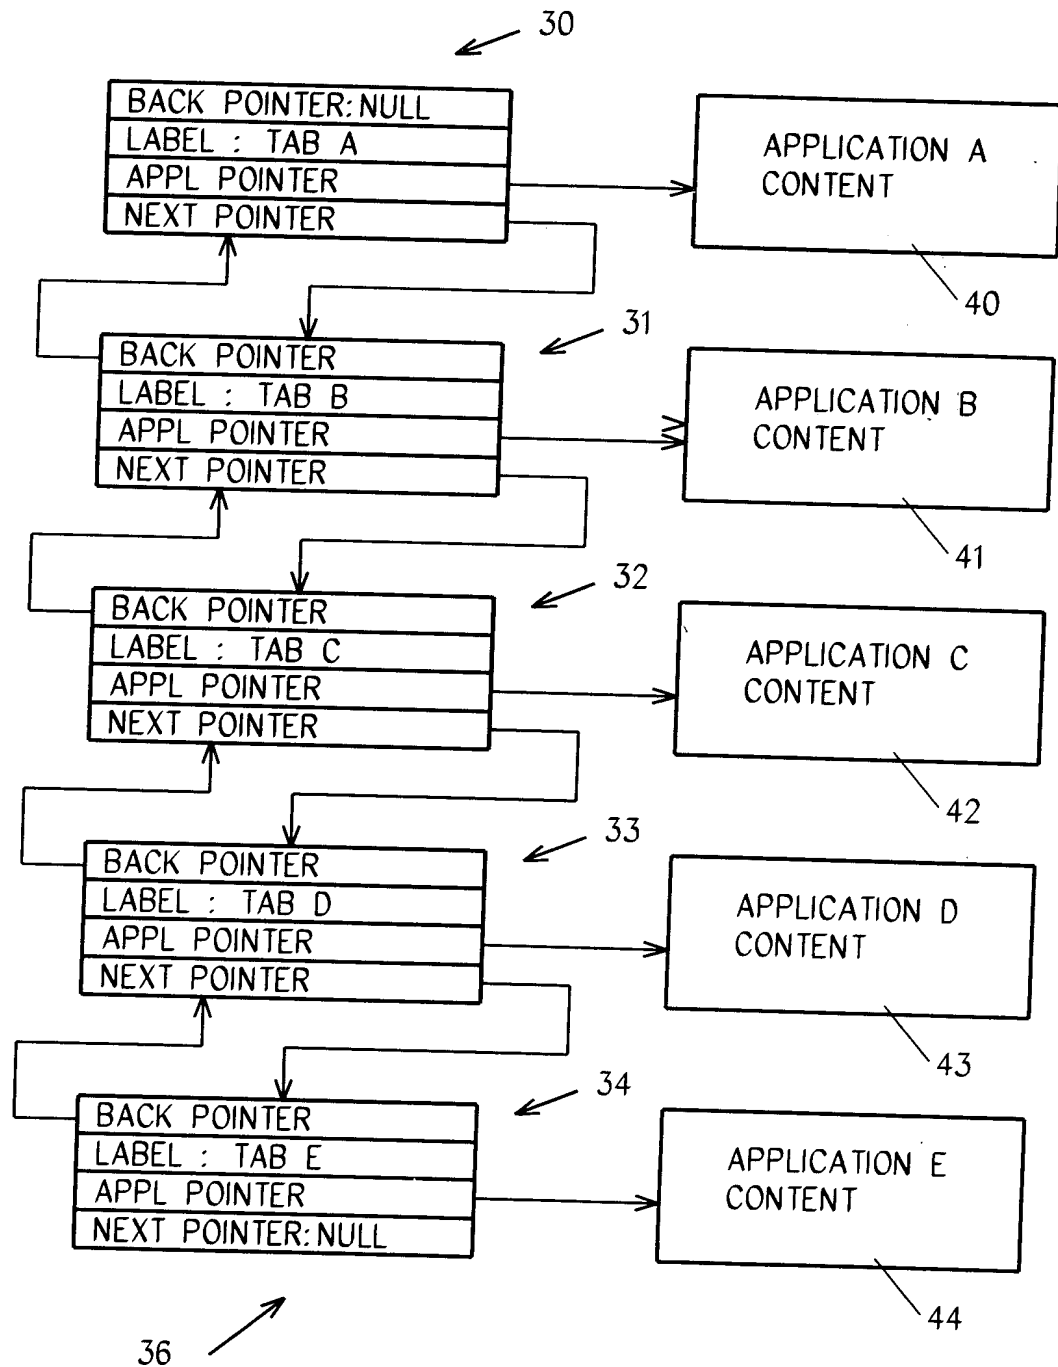 30
BACK POINTER:NULL
LABEL : TAB A
APPL POINTER
NEXT POINTER
APPLICATION A
CONTENT
40
31
BACK POINTER
LABEL : TAB B
APPL POINTER
NEXT POINTER
APPLICATION B
CONTENT
41
32
BACK POINTER
LABEL : TAB C
APPL POINTER
NEXT POINTER
APPLICATION C
CONTENT
42
33
BACK POINTER
LABEL : TAB D
APPL POINTER
NEXT POINTER
APPLICATION D
CONTENT
43
34
BACK POINTER
LABEL : TAB E
APPL POINTER
NEXT POINTER:NULL
APPLICATION E
CONTENT
44
36